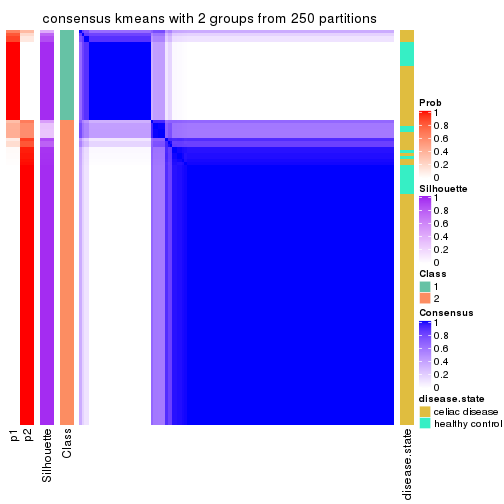 consensus kmeans with 2 groups from 250 partitions
Prob
1
0.8
0.6
0.4
0.2
0
Silhouette
1
0.8
0.6
0.4
0.2
0
Class
1
2
Consensus
1
0.8
0.6
0.4
0.2
0
disease.state
celiac disease
healthy control
p1
p2
Silhouette
Class
disease.state